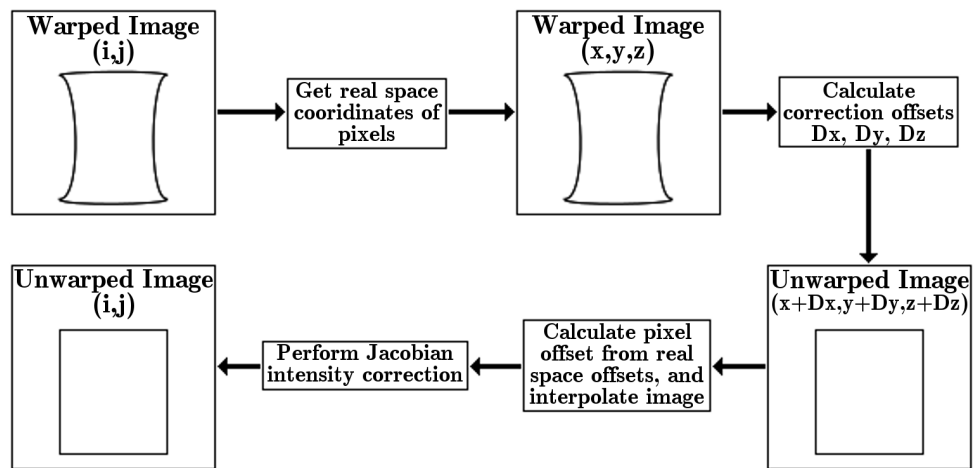 Warped Image
(i,j)
Get real space
cooridinates of
pixels
Warped Image
(x,y,z)
Calculate
correction offsets
Dx, Dy, Dz
Unwarped Image
(x+Dx,y+Dy,z+Dz)
Calculate pixel
offset from real
space offsets, and
interpolate image
Perform Jacobian
intensity correction
Unwarped Image
(i,j)